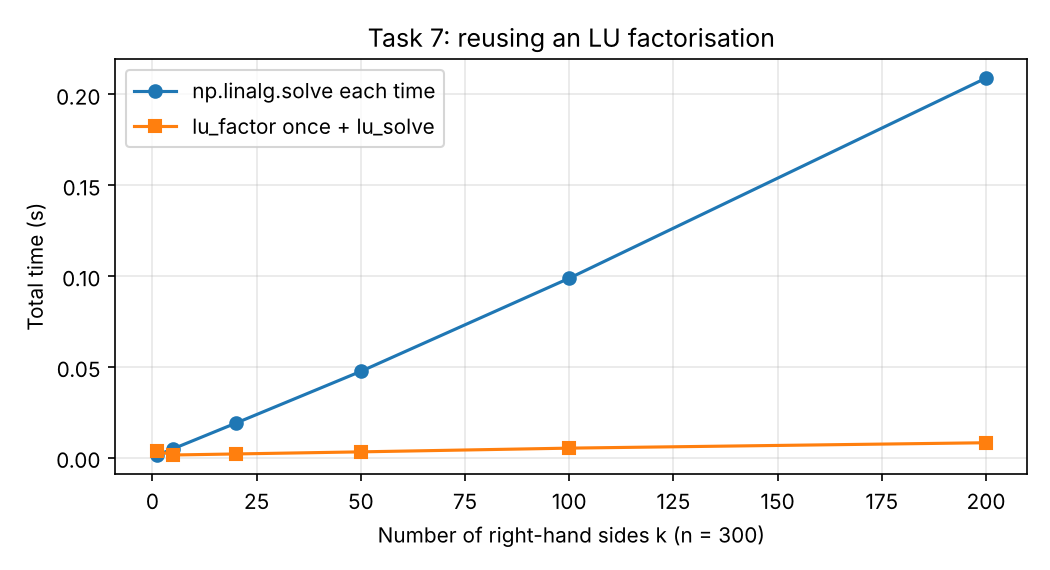 Task 7: reusing an LU factorisation
np.linalg.solve each time
lu_factor once + lu_solve
Total time (s)
0.20
0.15
0.10
0.05
0.00
0 25 50 75 100 125 150 175 200
Number of right-hand sides k (n = 300)